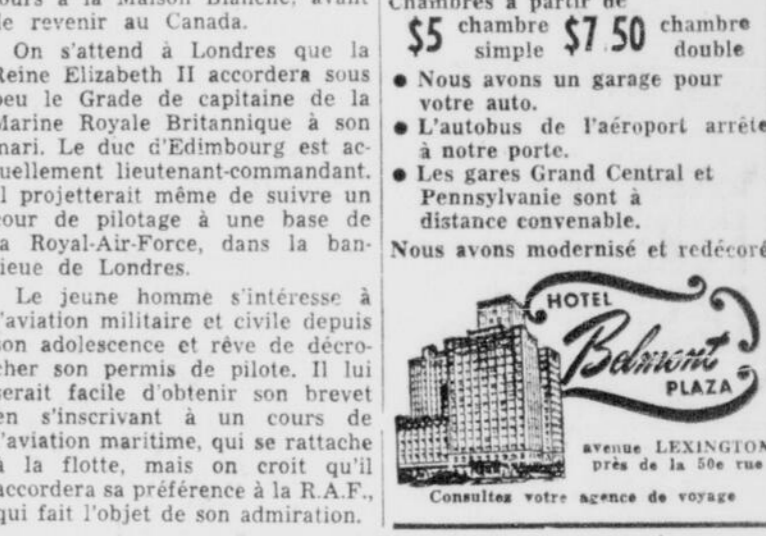 à la Maison Blanche, avant
de revenir au Canada.
On s'attend à Londres que la
Reine Elizabeth II accordera sous
peu le Grade de capitaine de la
Marine Royale Britannique à son
mari. Le duc d'Edimbourg est ac-
uellement lieutenant-commandant.
Il projetterait même de suivre un
cour de pilotage à une base de
la Royal-Air-Force, dans la ban-
lieue de Londres.
Le jeune homme s'intéresse à
l'aviation militaire et civile depuis
son adolescence et rêve de décro-
cher son permis de pilote. Il lui
serait facile d'obtenir son brevet
en s'inscrivant à un cours de
l'aviation maritime, qui se rattache
à la flotte, mais on croit qu'il
accordera sa préférence à la R.A.F.,
qui fait l'objet de son admiration.
Chambres à partir de
$5 chambre simple $7.50 chambre double
• Nous avons un garage pour
votre auto.
• L'autobus de l'aéroport arrête
à notre porte.
• Les gares Grand Central et
Pennsylvanie sont à
distance convenable.
Nous avons modernisé et redécoré
HOTEL
Belmont
PLAZA
avenue LEXINGTON
près de la 50e rue
Consultez votre agence de voyage